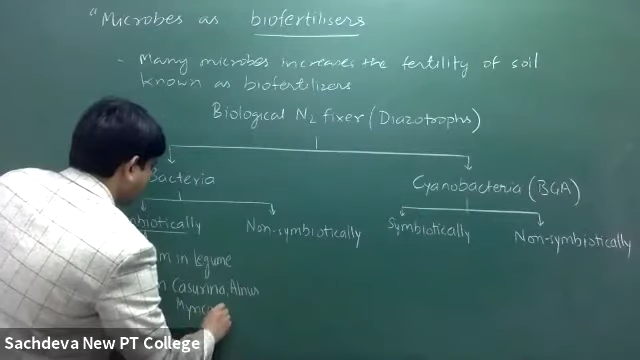 "Microbes as biofertilisers
- Many microbes increases the fertility of soil
known as biofertilizers
Biological N2 fixer (Diazotrophs)
Bacteria
Cyanobacteria (BGA)
Non-symbiotically
Symbiotically
Non-symbiotically
in legume
Casurina, Alnus
Sachdeva New PT College